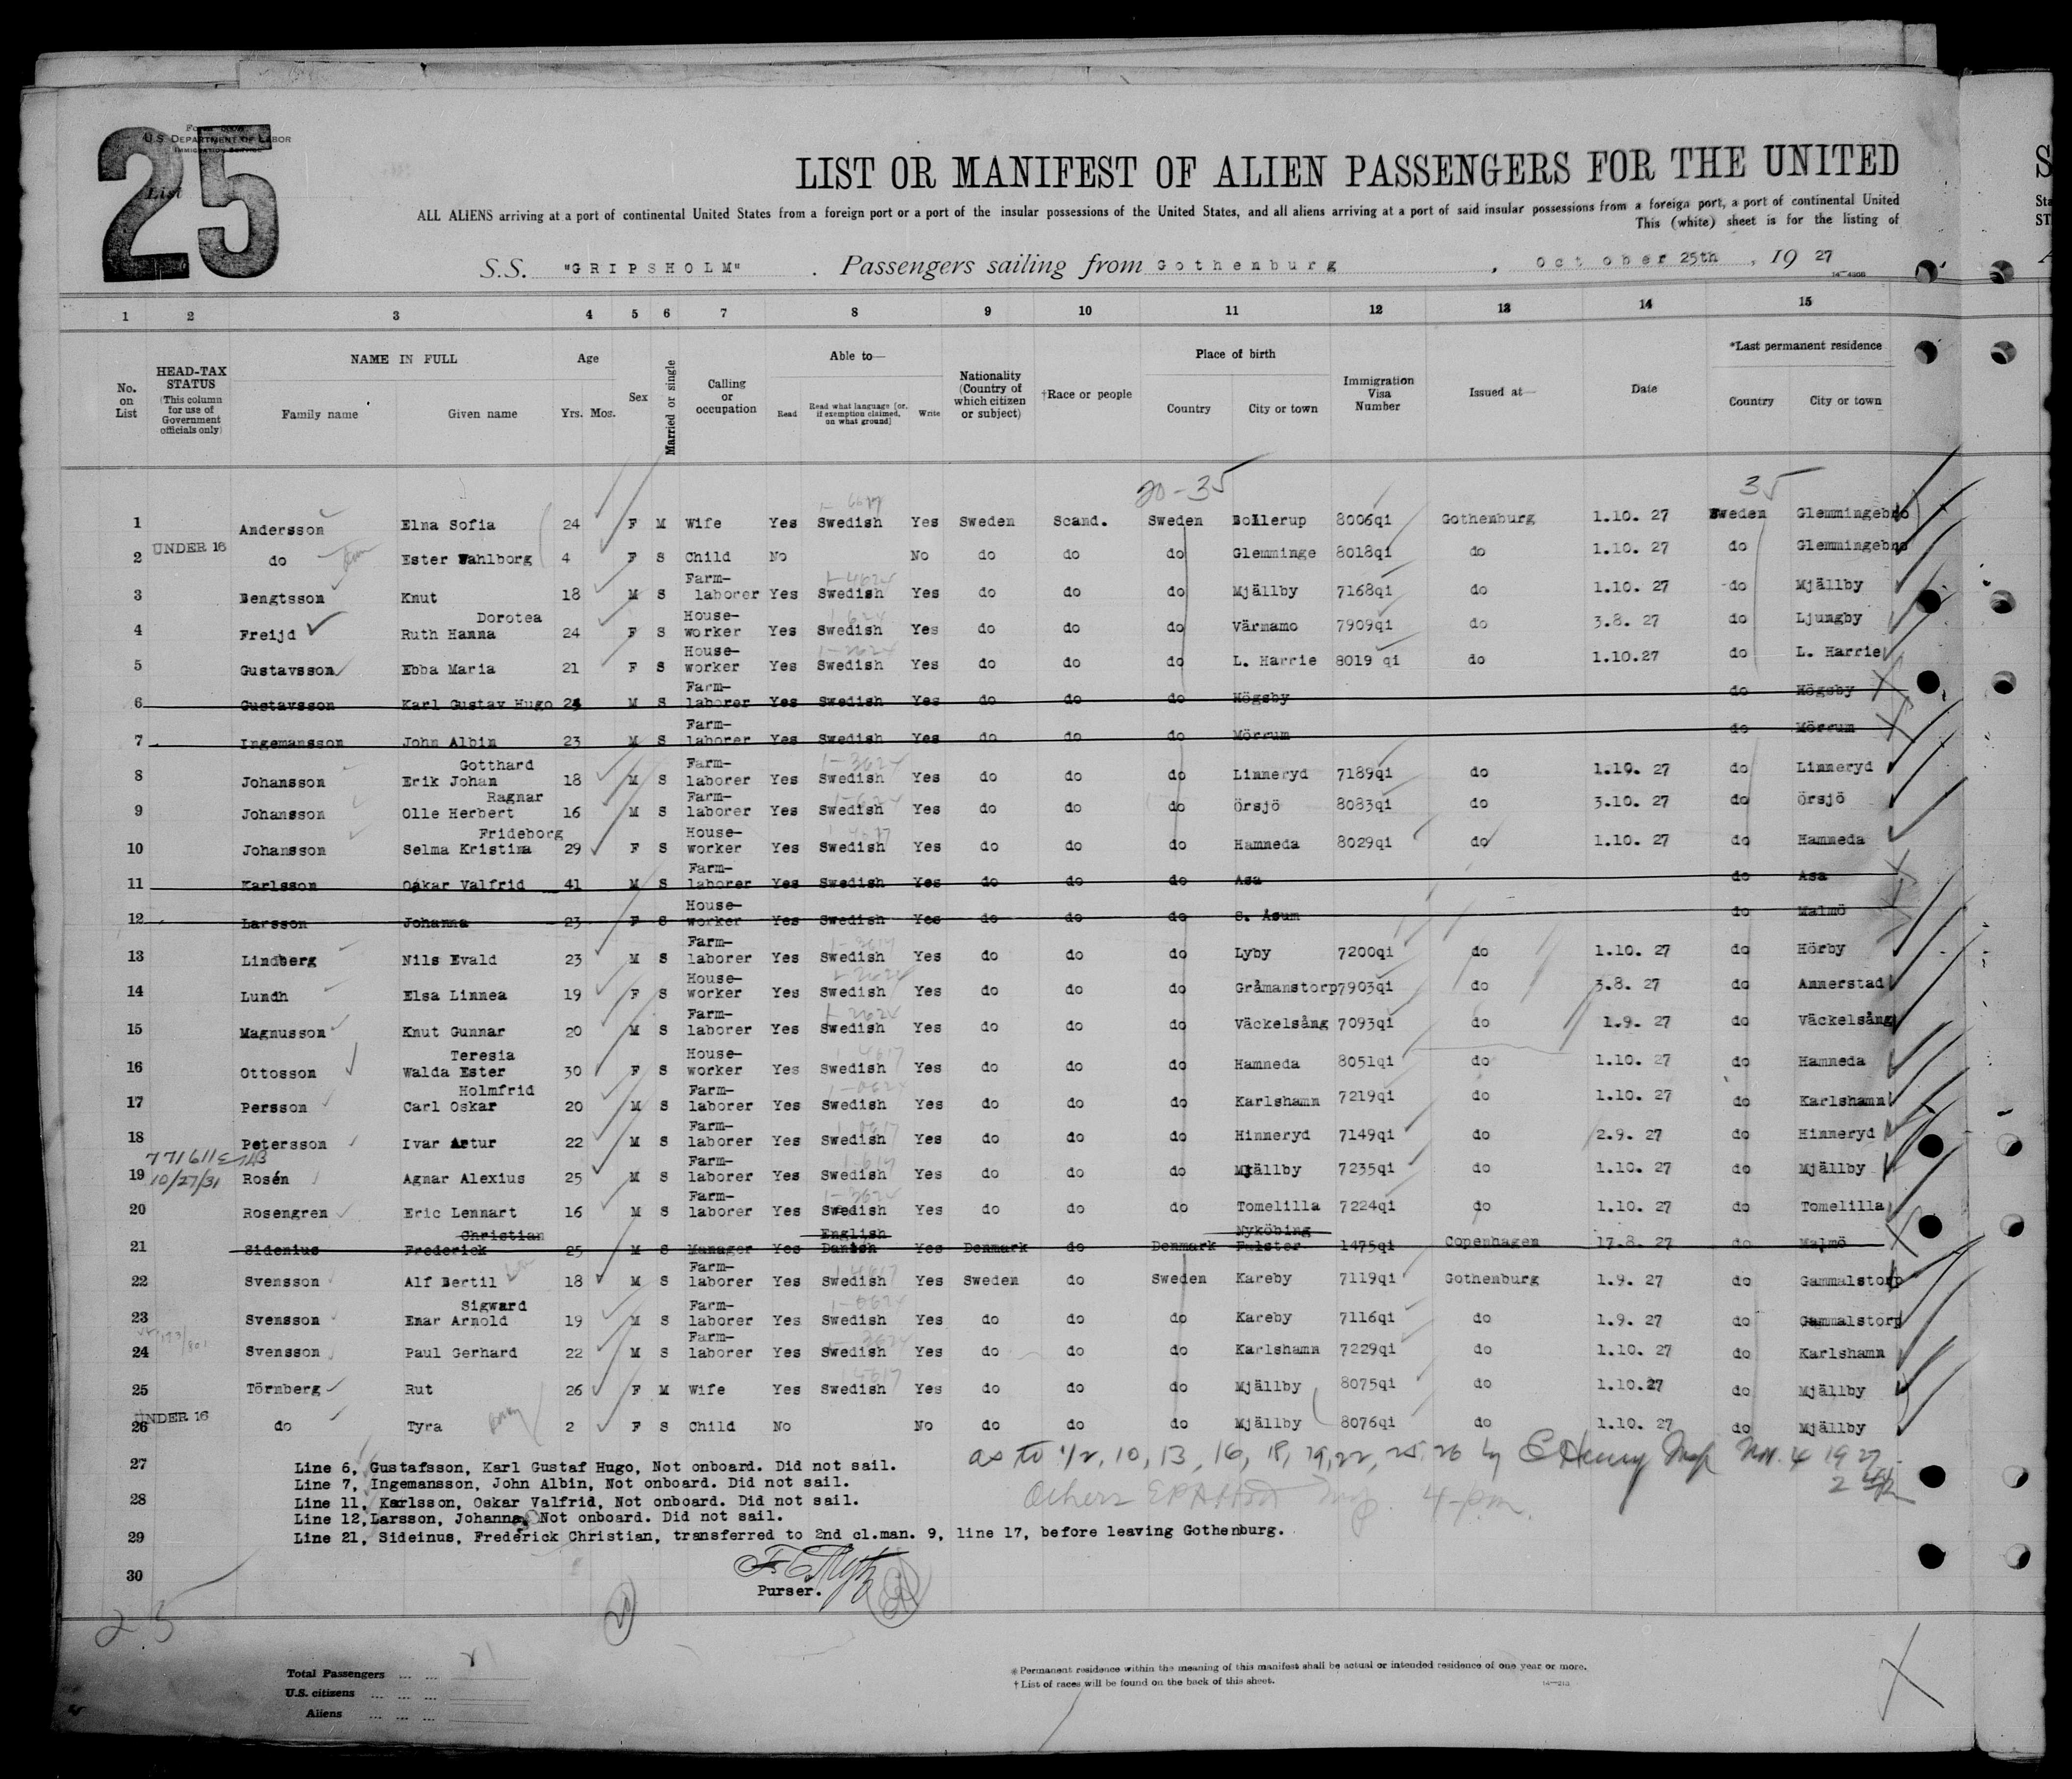 25
Form 500 B
U.S. DEPARTMENT OF LABOR
IMMIGRATION SERVICE
List
LIST OR MANIFEST OF ALIEN PASSENGERS FOR THE UNITED
ALL ALIENS arriving at a port of continental United States from a foreign port or a port of the insular possessions of the United States, and all aliens arriving at a port of said insular possessions from a foreign port, a port of continental United
This (white) sheet is for the listing of
S.S. "GRIPSHOLM" . Passengers sailing from Gothenburg , October 25th , 19 27
1 2 3 4 5 6 7 8 9 10 11 12 13 14 15
No. on List
HEAD-TAX STATUS (This column for use of Government officials only)
NAME IN FULL Family name Given name
Age Yrs. Mos.
Sex
Married or single
Calling or occupation
Able to— Read Read what language [or, if exemption claimed, on what ground] Write
Nationality (Country of which citizen or subject)
†Race or people
Place of birth Country City or town
Immigration Visa Number
Issued at—
Date
*Last permanent residence Country City or town
20-35 35
1 Andersson Elna Sofia 24 F M Wife Yes Swedish Yes Sweden Scand. Sweden Bollerup 8006qi Gothenburg 1.10. 27 Sweden Glemmingebro
2 UNDER 16 do Ester Wahlborg 4 F S Child No No do do do Glemminge 8018qi do 1.10. 27 do Glemmingebro
3 Bengtsson Knut 18 M S Farm-laborer Yes Swedish Yes do do do Mjällby 7168qi do 1.10. 27 do Mjällby
4 Freijd Ruth Hanna Dorotea 24 F S House-worker Yes Swedish Yes do do do Värnamo 7909qi do 3.8. 27 do Ljungby
5 Gustavsson Ebba Maria 21 F S House-worker Yes Swedish Yes do do do L. Harrie 8019 qi do 1.10.27 do L. Harrie
6 Gustavsson Karl Gustav Hugo M S Farm-laborer Yes Swedish Yes do do do Högsby do Högsby
7 Ingemansson John Albin 23 M S Farm-laborer Yes Swedish Yes do do do Mörrum do Mörrum
8 Johansson Erik Johan Gotthard 18 M S Farm-laborer Yes Swedish Yes do do do Linneryd 7189qi do 1.10. 27 do Linneryd
9 Johansson Olle Herbert Ragnar 16 M S Farm-laborer Yes Swedish Yes do do do Örsjö 8083qi do 3.10. 27 do Örsjö
10 Johansson Selma Kristina Frideborg 29 F S House-worker Yes Swedish Yes do do do Hamneda 8029qi do 1.10. 27 do Hamneda
11 Karlsson Oskar Valfrid 41 M S Farm-laborer Yes Swedish Yes do do do Asa do Asa
12 Larsson Johanna 23 F S House-worker Yes Swedish Yes do do do S. Åsum do Malmö
13 Lindberg Nils Evald 23 M S Farm-laborer Yes Swedish Yes do do do Lyby 7200qi do 1.10. 27 do Hörby
14 Lundh Elsa Linnea 19 F S House-worker Yes Swedish Yes do do do Gråmanstorp 7903qi do 3.8. 27 do Annerstad
15 Magnusson Knut Gunnar 20 M S Farm-laborer Yes Swedish Yes do do do Väckelsång 7093qi do 1.9. 27 do Väckelsång
16 Ottosson Walda Ester Teresia 30 F S House-worker Yes Swedish Yes do do do Hamneda 8051qi do 1.10. 27 do Hamneda
17 Persson Carl Oskar Holmfrid 20 M S Farm-laborer Yes Swedish Yes do do do Karlshamn 7219qi do 1.10. 27 do Karlshamn
18 Petersson Ivar Artur 22 M S Farm-laborer Yes Swedish Yes do do do Hinneryd 7149qi do 2.9. 27 do Hinneryd
19 10/27/31 Rosén Agnar Alexius 25 M S Farm-laborer Yes Swedish Yes do do do Mjällby 7235qi do 1.10. 27 do Mjällby
20 Rosengren Eric Lennart 16 M S Farm-laborer Yes Swedish Yes do do do Tomelilla 7224qi do 1.10. 27 do Tomelilla
21 Sidenius Frederick Christian 25 M S Manager Yes English Danish Yes Denmark do Denmark Nyköbing Falster 1475qi Copenhagen 17.8. 27 do Malmö
22 Svensson Alf Bertil 18 M S Farm-laborer Yes Swedish Yes Sweden do Sweden Kareby 7119qi Gothenburg 1.9. 27 do Gammalstorp
23 Svensson Enar Arnold Sigward 19 M S Farm-laborer Yes Swedish Yes do do do Kareby 7116qi do 1.9. 27 do Gammalstorp
24 Svensson Paul Gerhard 22 M S Farm-laborer Yes Swedish Yes do do do Karlshamn 7229qi do 1.10. 27 do Karlshamn
25 Törnberg Rut 26 F M Wife Yes Swedish Yes do do do Mjällby 8075qi do 1.10.27 do Mjällby
26 UNDER 16 do Tyra 2 F S Child No No do do do Mjällby 8076qi do 1.10. 27 do Mjällby
as to 1/2, 10, 13, 16, 18, 19, 22, 25, 26 by E Henry Insp Nov. 4 1927
Others Insp. 4 pm.
27
Line 6, Gustafsson, Karl Gustaf Hugo, Not onboard. Did not sail.
Line 7, Ingemansson, John Albin, Not onboard. Did not sail.
28
Line 11, Karlsson, Oskar Valfrid, Not onboard. Did not sail.
Line 12, Larsson, Johanna, Not onboard. Did not sail.
29
Line 21, Sideinus, Frederick Christian, transferred to 2nd cl.man. 9, line 17, before leaving Gothenburg.
30
Purser.
25
Total Passengers ... ...
U.S. citizens ... ... ...
Aliens ... ... ...
* Permanent residence within the meaning of this manifest shall be actual or intended residence of one year or more.
† List of races will be found on the back of this sheet.